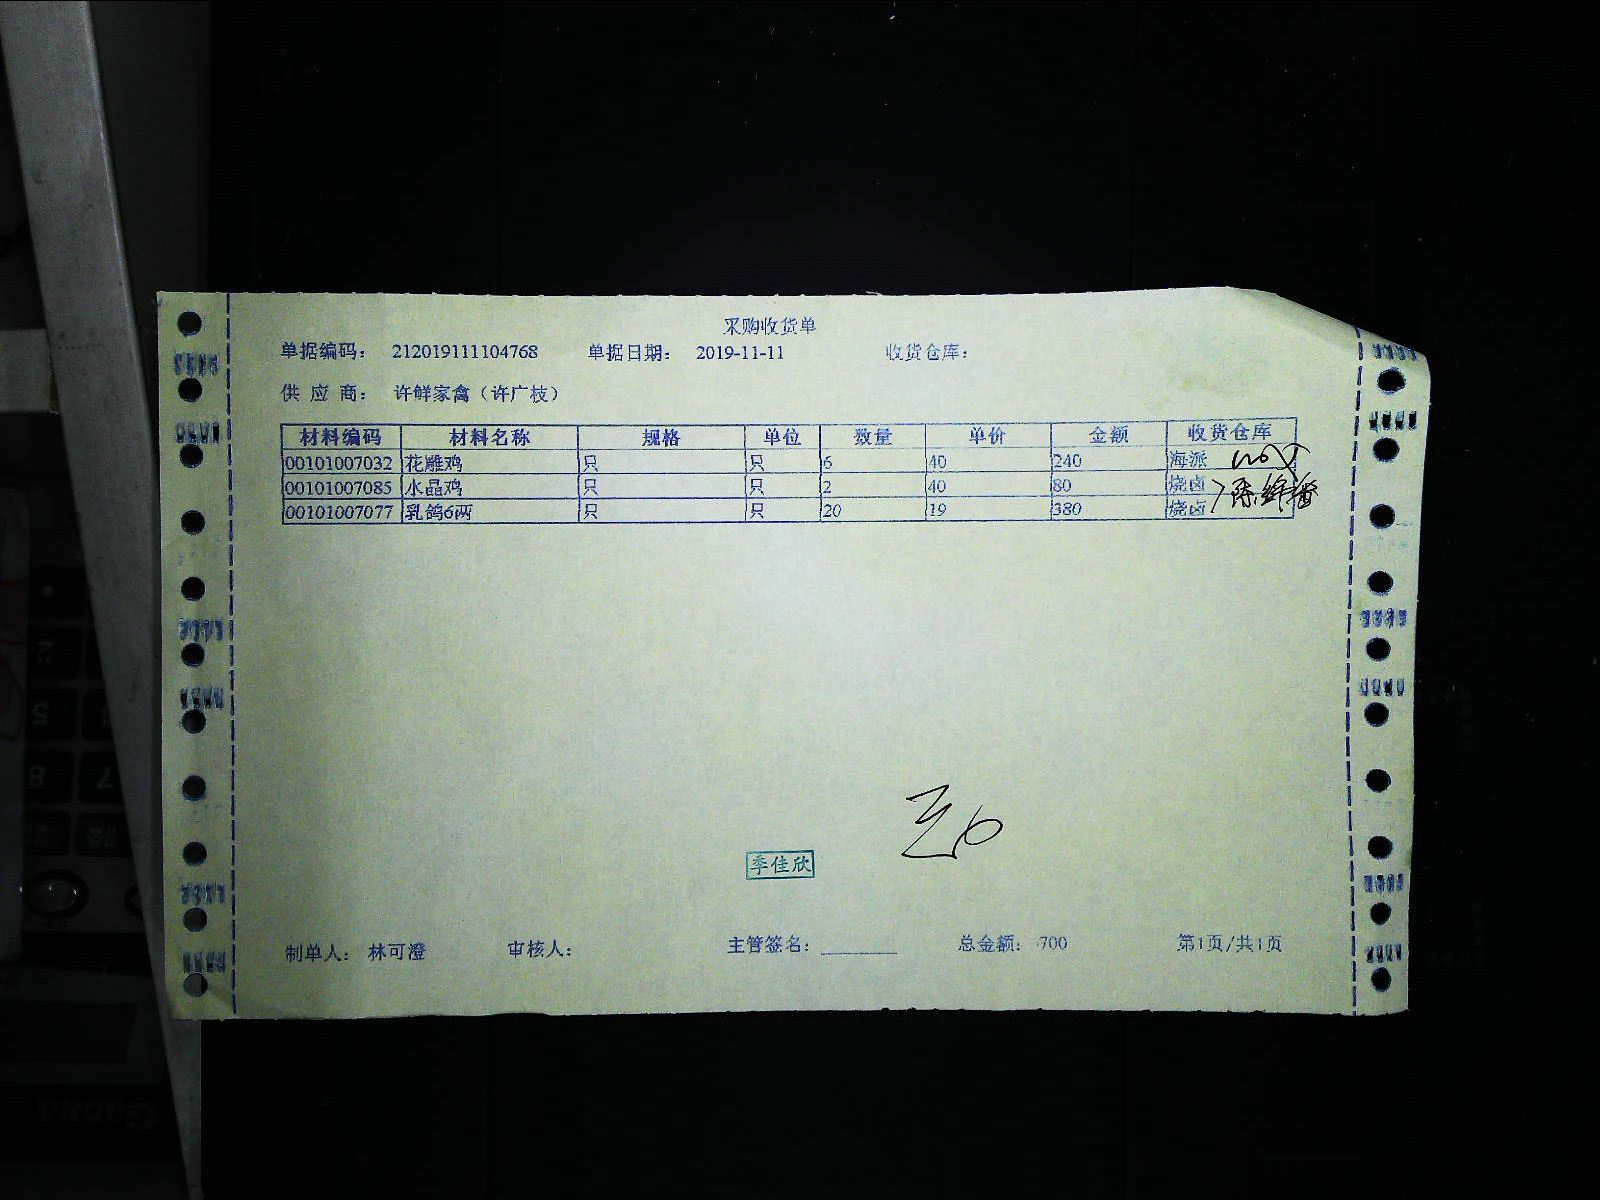 采购收货单
单据编码： 212019111104768 单据日期： 2019-11-11 收货仓库：
供 应 商： 许鲜家禽（许广枝）
材料编码 材料名称 规格 单位 数量 单价 金额 收货仓库
00101007032 花雕鸡 只 只 6 40 240 海派
00101007085 水晶鸡 只 只 2 40 80 烧卤
00101007077 乳鸽6两 只 只 20 19 380 烧卤
季佳欣
制单人： 林可澄 审核人： 主管签名： 总金额： 700 第1页/共1页